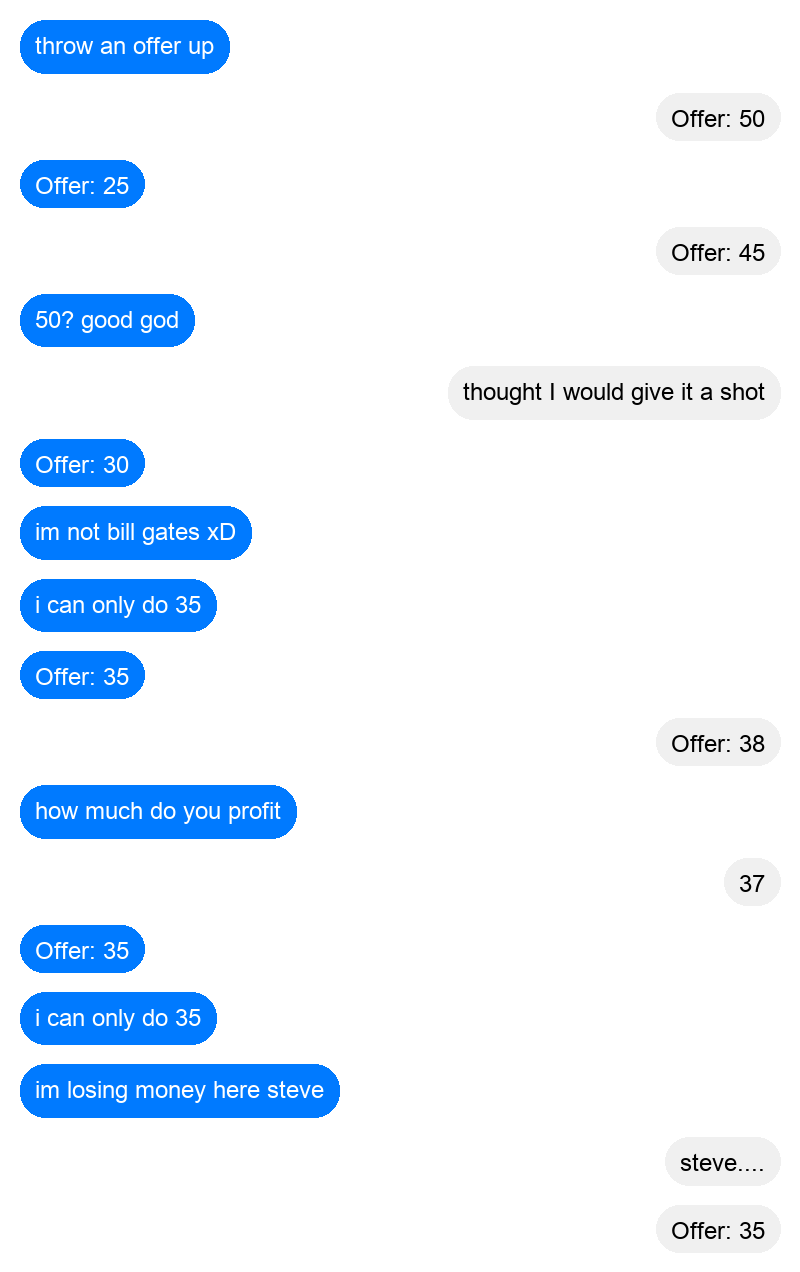 throw an offer up
Offer: 50
Offer: 25
Offer: 45
50? good god
thought I would give it a shot
Offer: 30
im not bill gates xD
i can only do 35
Offer: 35
Offer: 38
how much do you profit
37
Offer: 35
i can only do 35
im losing money here steve
steve....
Offer: 35